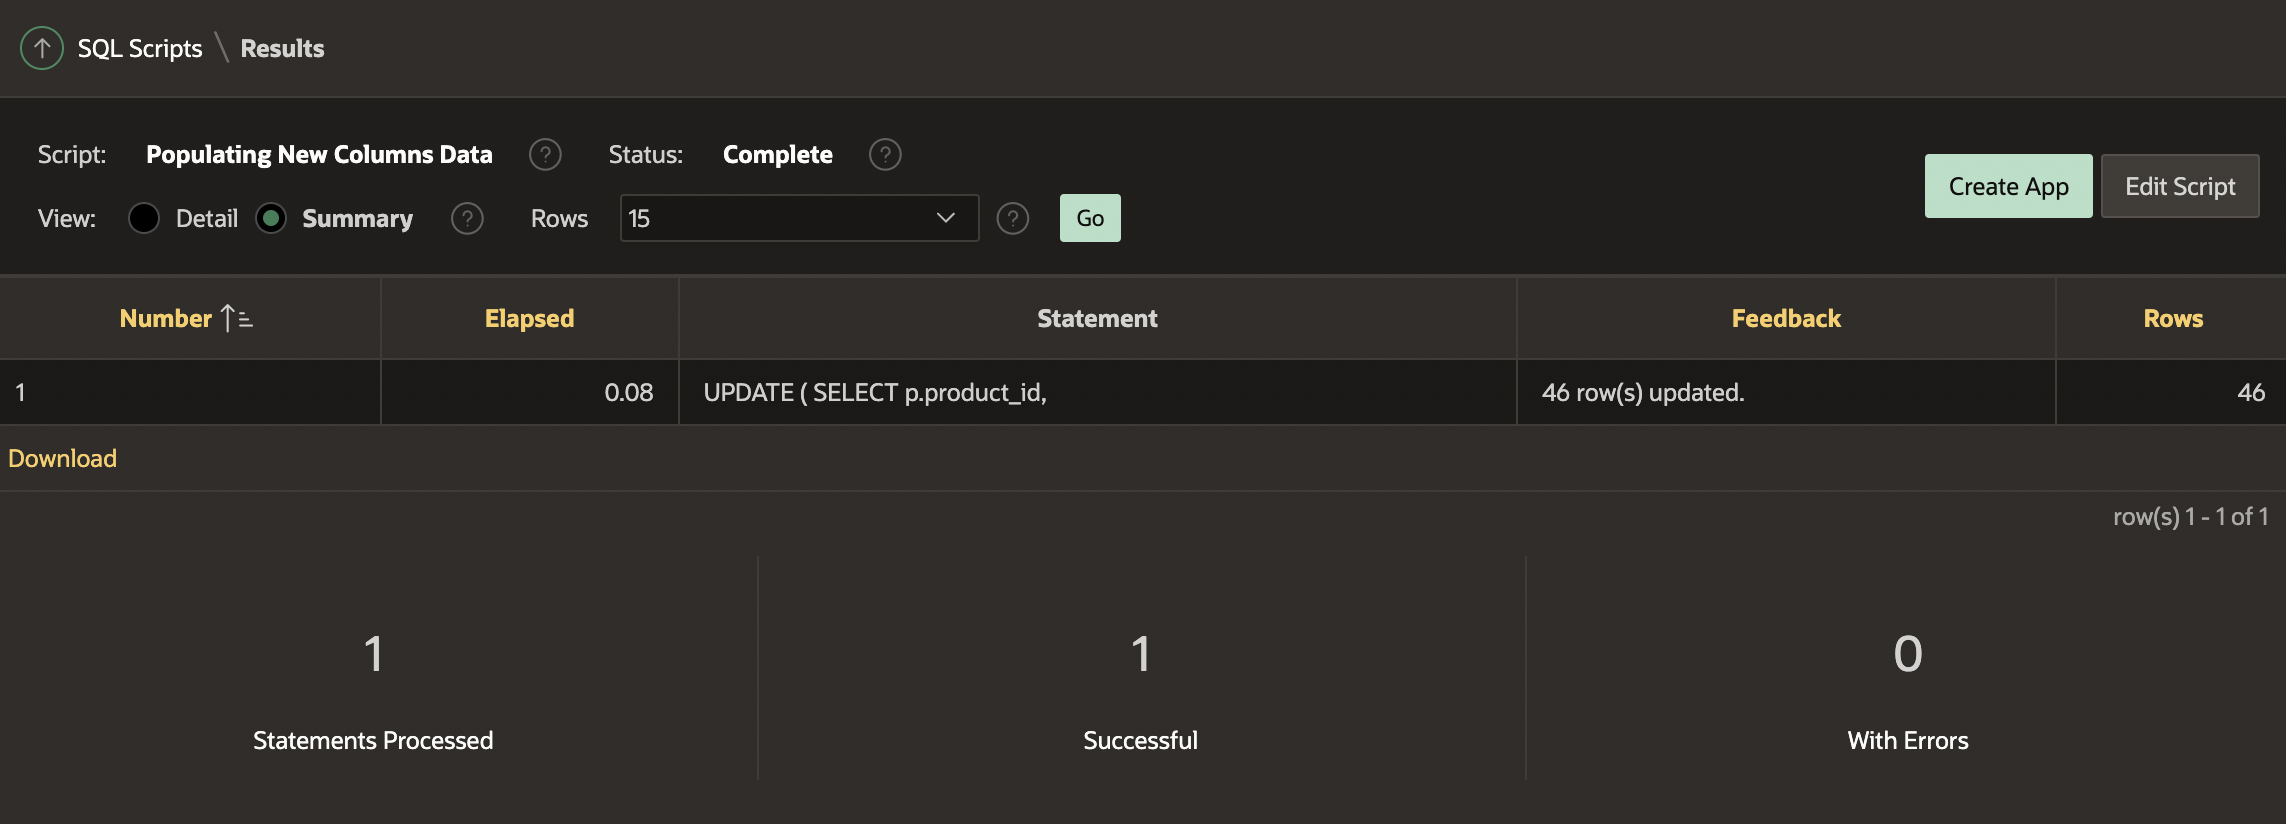 SQL Scripts \ Results
Script: Populating New Columns Data ? Status: Complete ?
Create App Edit Script
View: Detail Summary ? Rows 15 ? Go
Number Elapsed Statement Feedback Rows
1 0.08 UPDATE ( SELECT p.product_id, 46 row(s) updated. 46
Download
row(s) 1 - 1 of 1
1 1 0
Statements Processed Successful With Errors